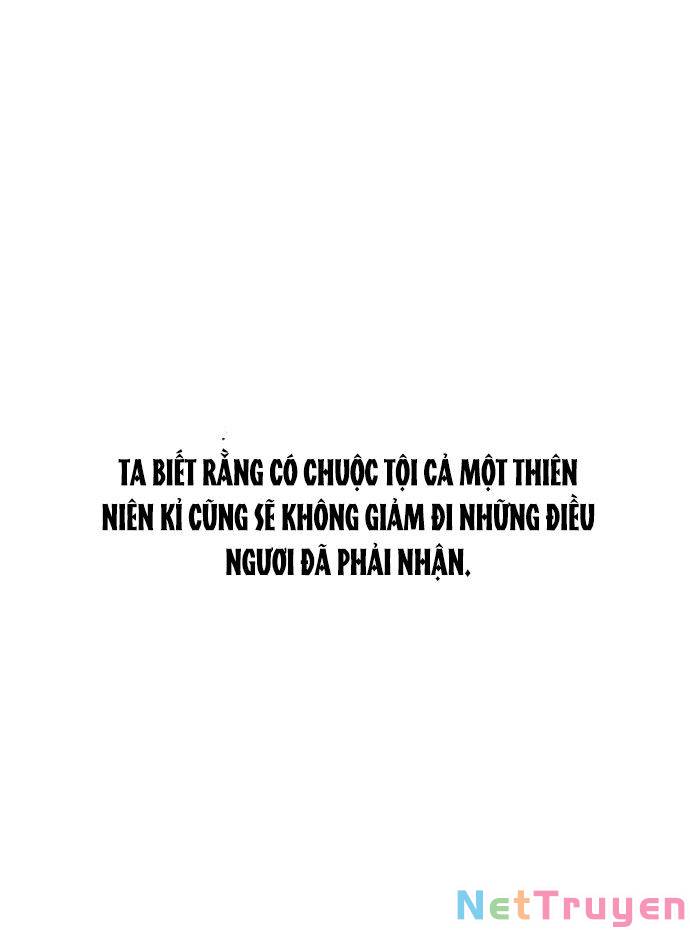 TA BIẾT RẰNG CÓ CHUỘC TỘI CẢ MỘT THIÊN
NIÊN KỈ CŨNG SẼ KHÔNG GIẢM ĐI NHỮNG ĐIỀU
NGƯƠI ĐÃ PHẢI NHẬN.
NetTruyen